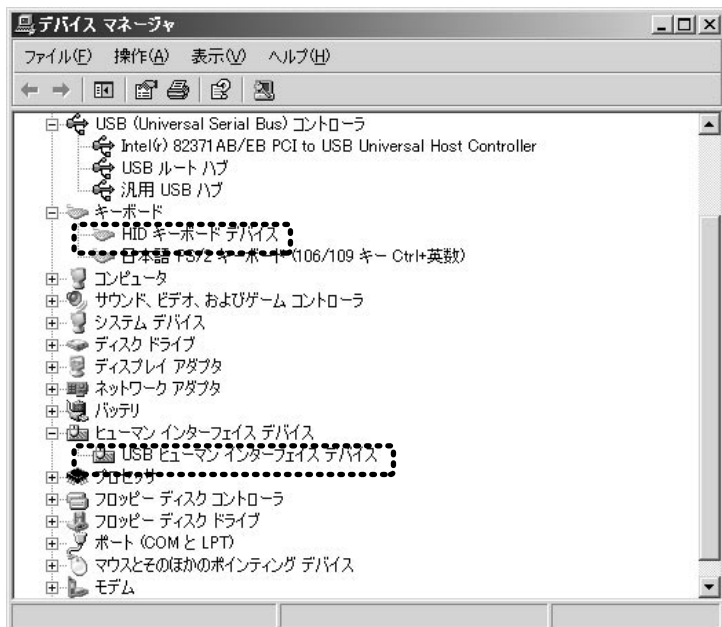 デバイス マネージャ
ファイル(F) 操作(A) 表示(V) ヘルプ(H)
USB (Universal Serial Bus) コントローラ
Intel(r) 82371AB/EB PCI to USB Universal Host Controller
USB ルート ハブ
汎用 USB ハブ
キーボード
HID キーボード デバイス
日本語 PS/2 キーボード (106/109 キー Ctrl+英数)
コンピュータ
サウンド、ビデオ、およびゲーム コントローラ
システム デバイス
ディスク ドライブ
ディスプレイ アダプタ
ネットワーク アダプタ
バッテリ
ヒューマン インターフェイス デバイス
USB ヒューマン インターフェイス デバイス
プロセッサ
フロッピー ディスク コントローラ
フロッピー ディスク ドライブ
ポート (COM と LPT)
マウスとそのほかのポインティング デバイス
モデム